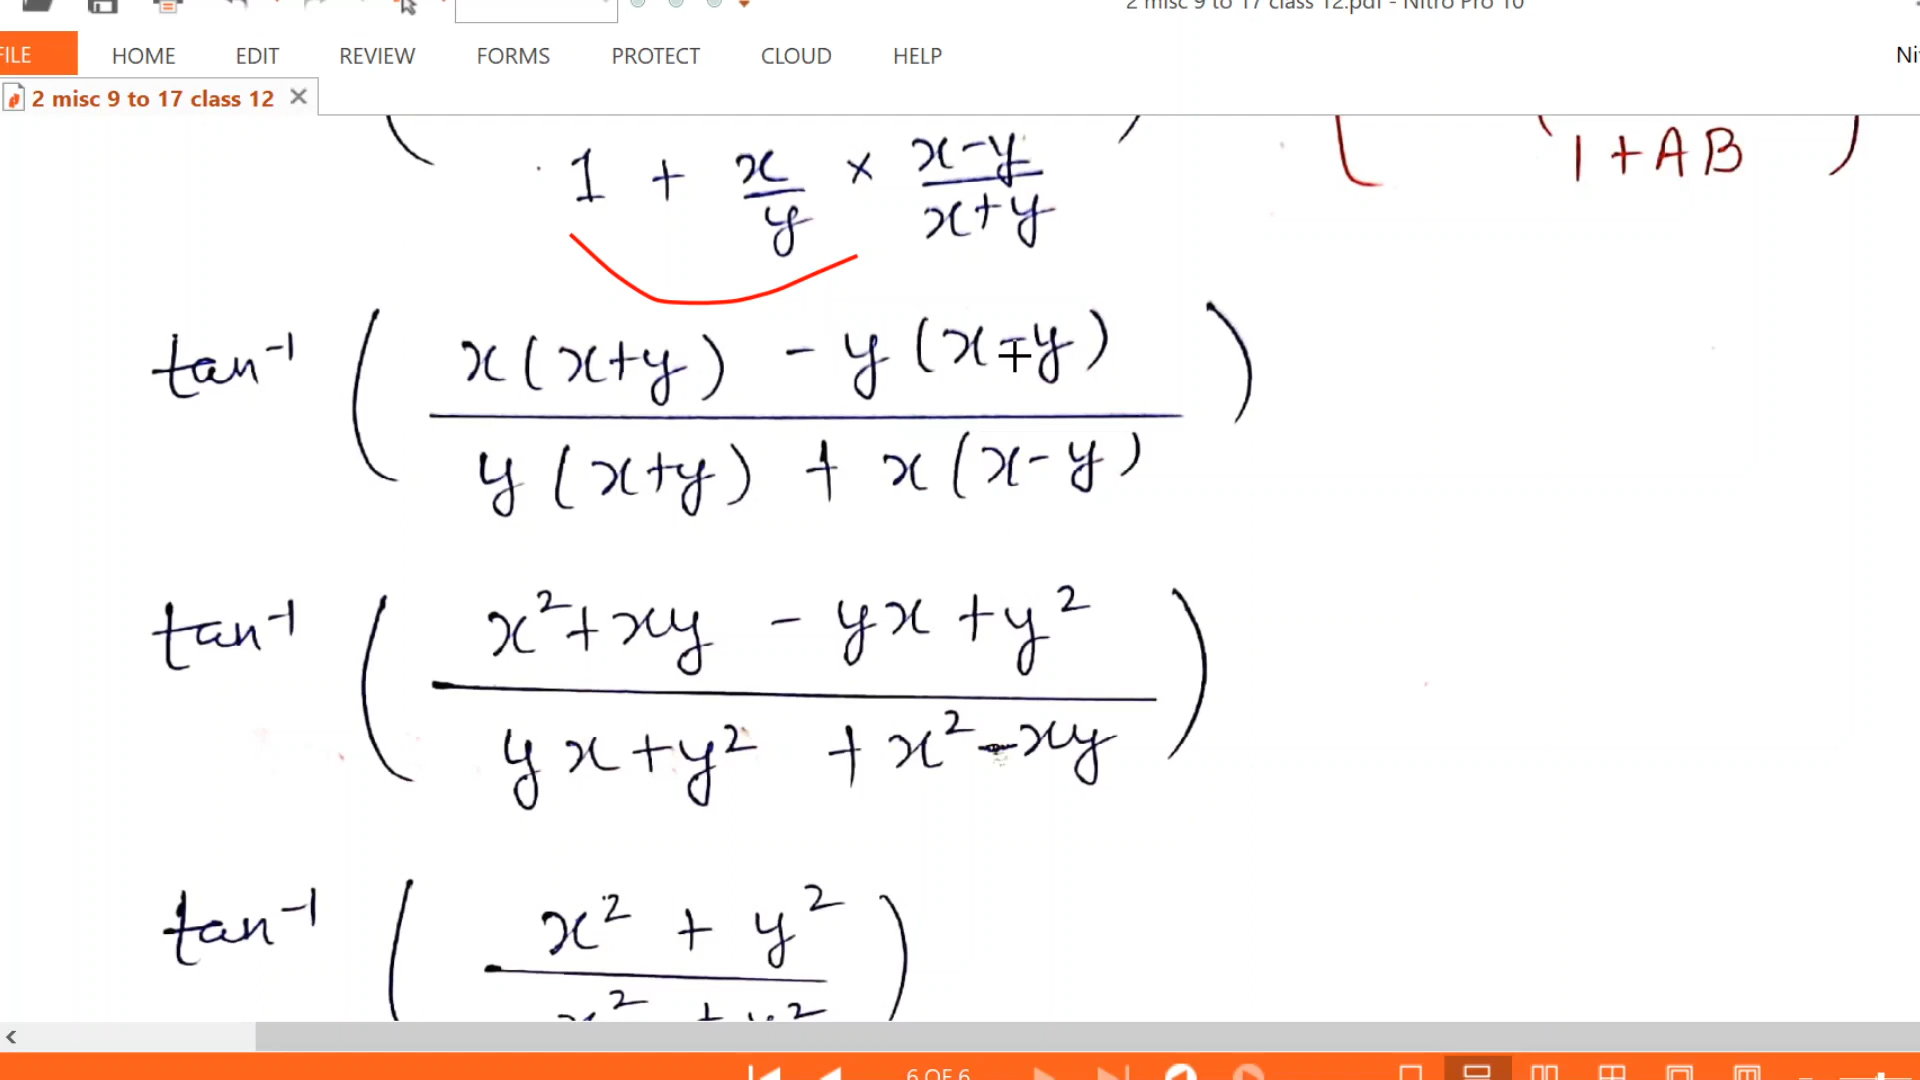 2 misc 9 to 17 class 12.pdf - Nitro Pro 10
FILE HOME EDIT REVIEW FORMS PROTECT CLOUD HELP
2 misc 9 to 17 class 12
1 + x/y × x-y/x+y
1 + AB
tan⁻¹ ( x(x+y) - y(x-y) / y(x+y) + x(x-y) )
tan⁻¹ ( x² + xy - yx + y² / yx + y² + x² - xy )
tan⁻¹ ( x² + y² / x² + y² )
6 OF 6